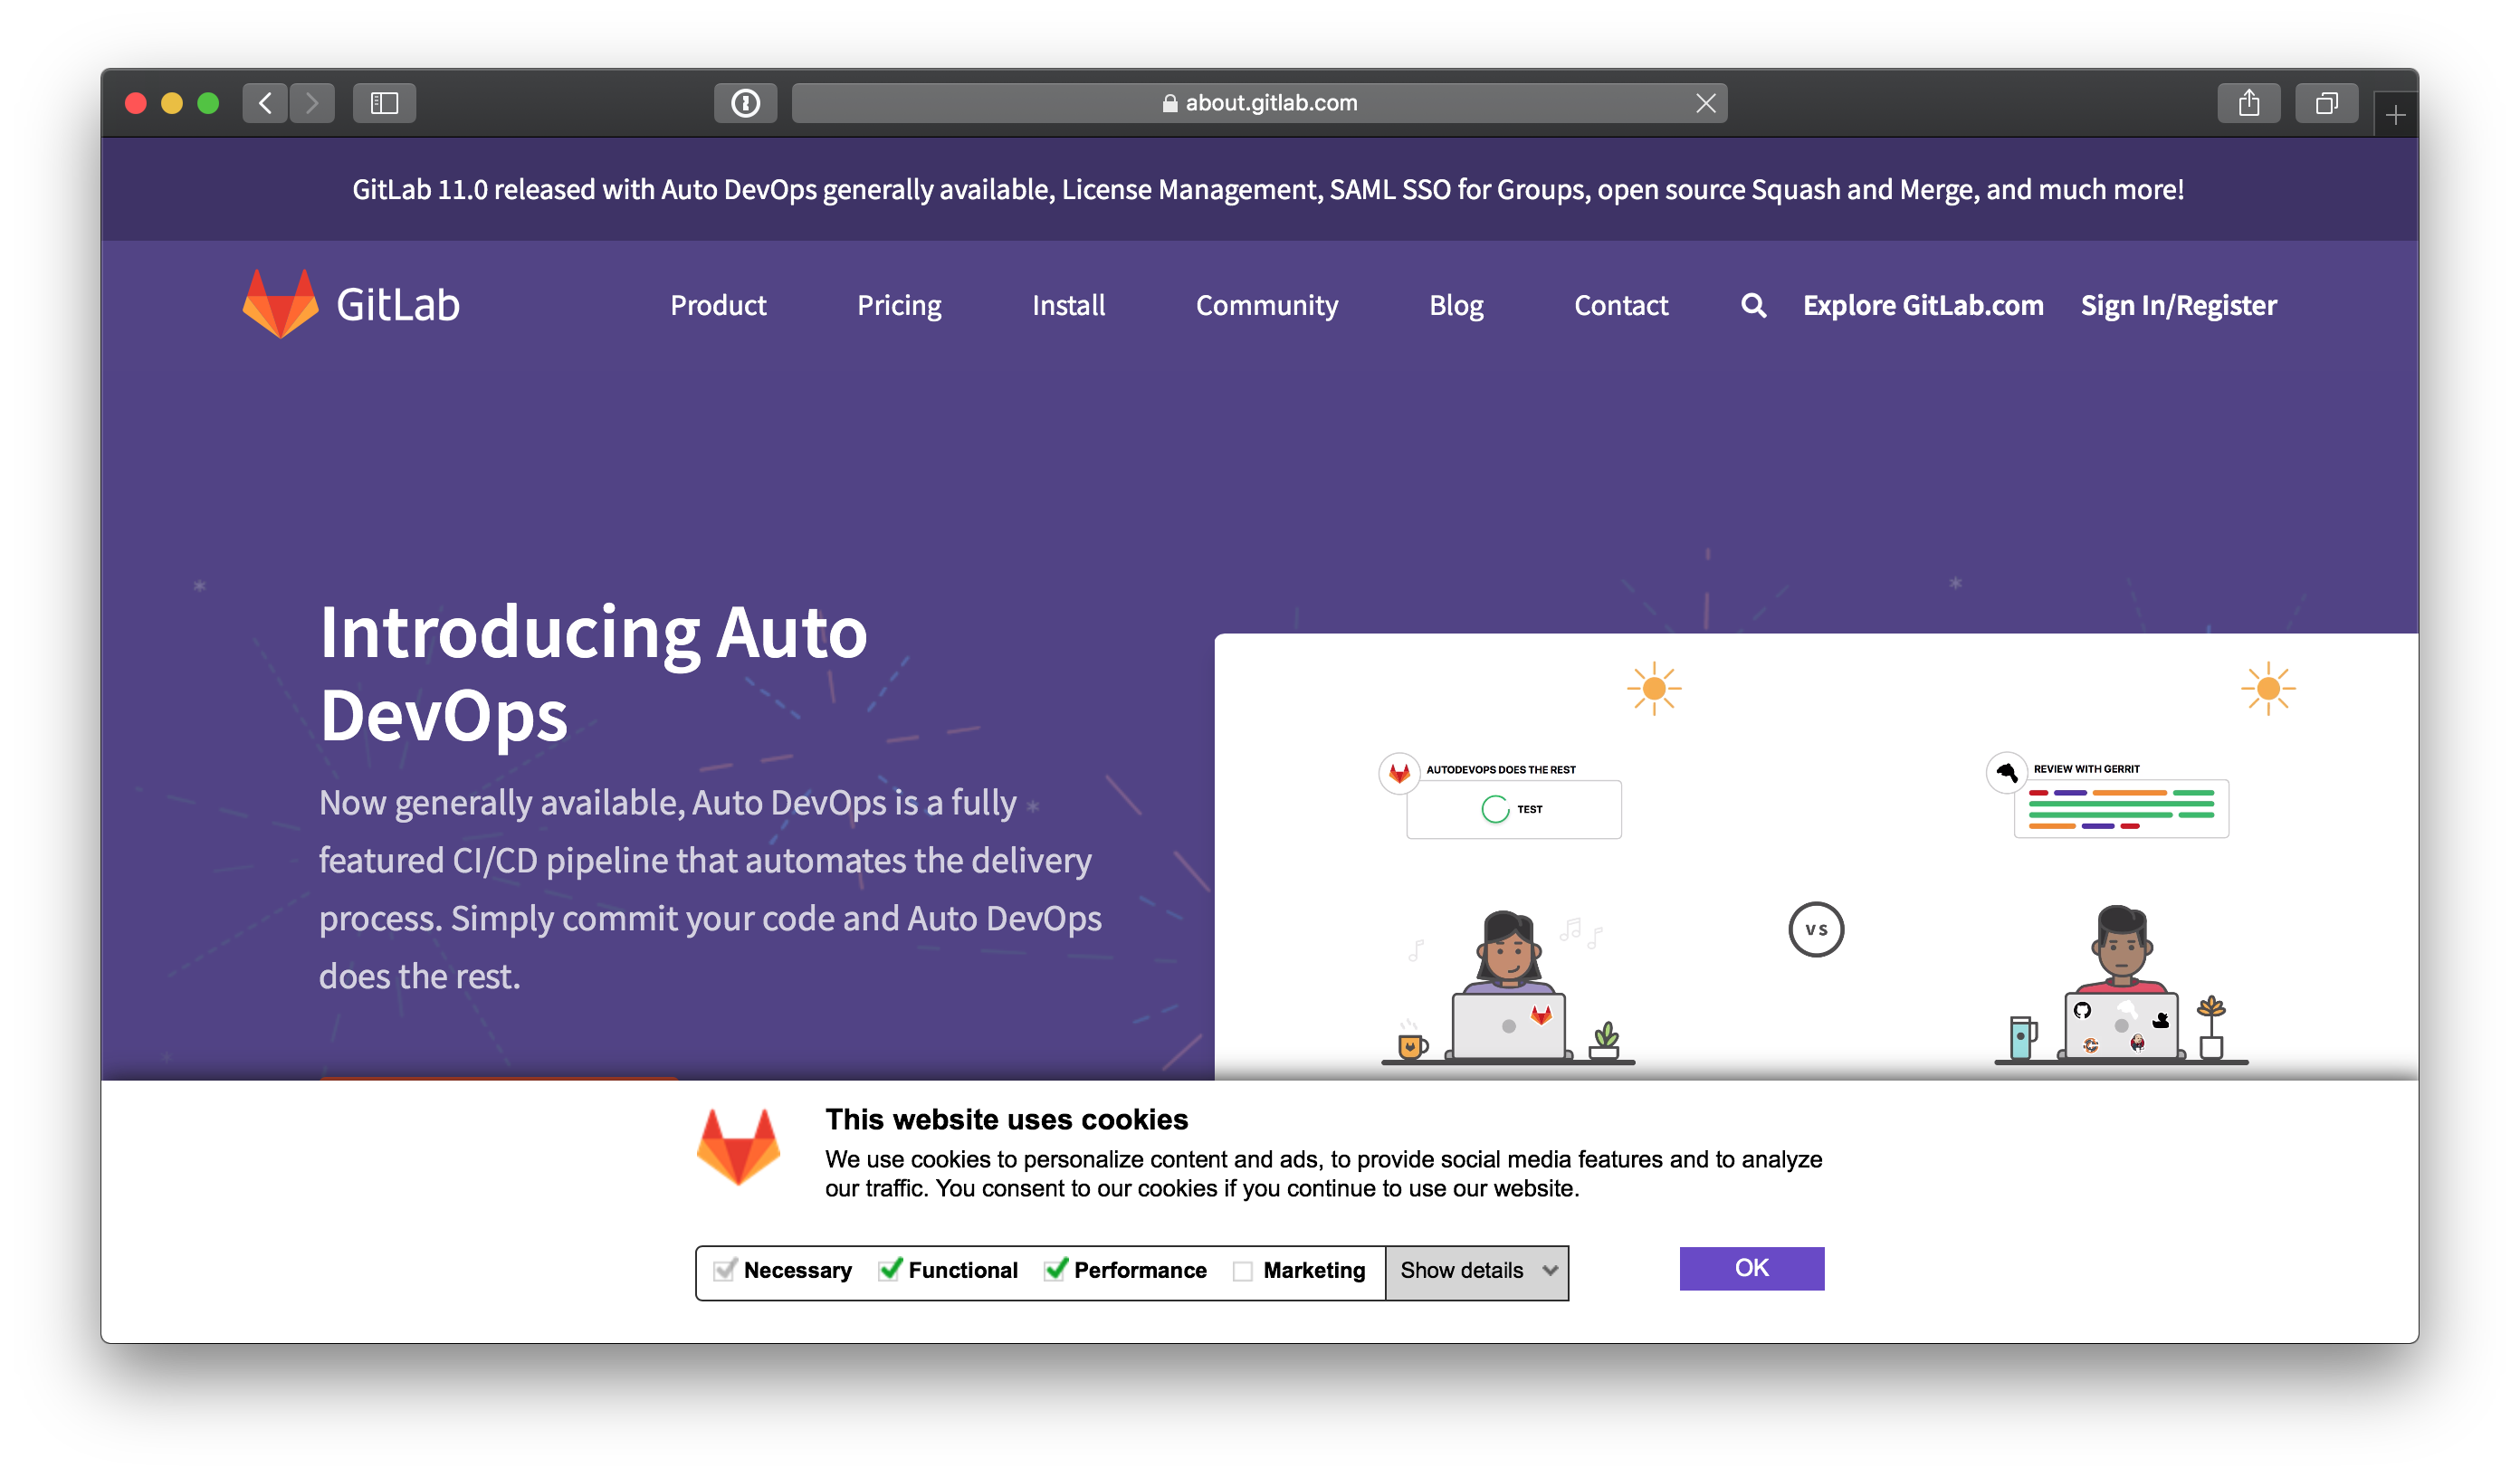 about.gitlab.com
GitLab 11.0 released with Auto DevOps generally available, License Management, SAML SSO for Groups, open source Squash and Merge, and much more!
GitLab
Product
Pricing
Install
Community
Blog
Contact
Explore GitLab.com
Sign In/Register
Introducing Auto
DevOps
Now generally available, Auto DevOps is a fully
featured CI/CD pipeline that automates the delivery
process. Simply commit your code and Auto DevOps
does the rest.
AUTODEVOPS DOES THE REST
TEST
VS
REVIEW WITH GERRIT
This website uses cookies
We use cookies to personalize content and ads, to provide social media features and to analyze
our traffic. You consent to our cookies if you continue to use our website.
Necessary
Functional
Performance
Marketing
Show details
OK